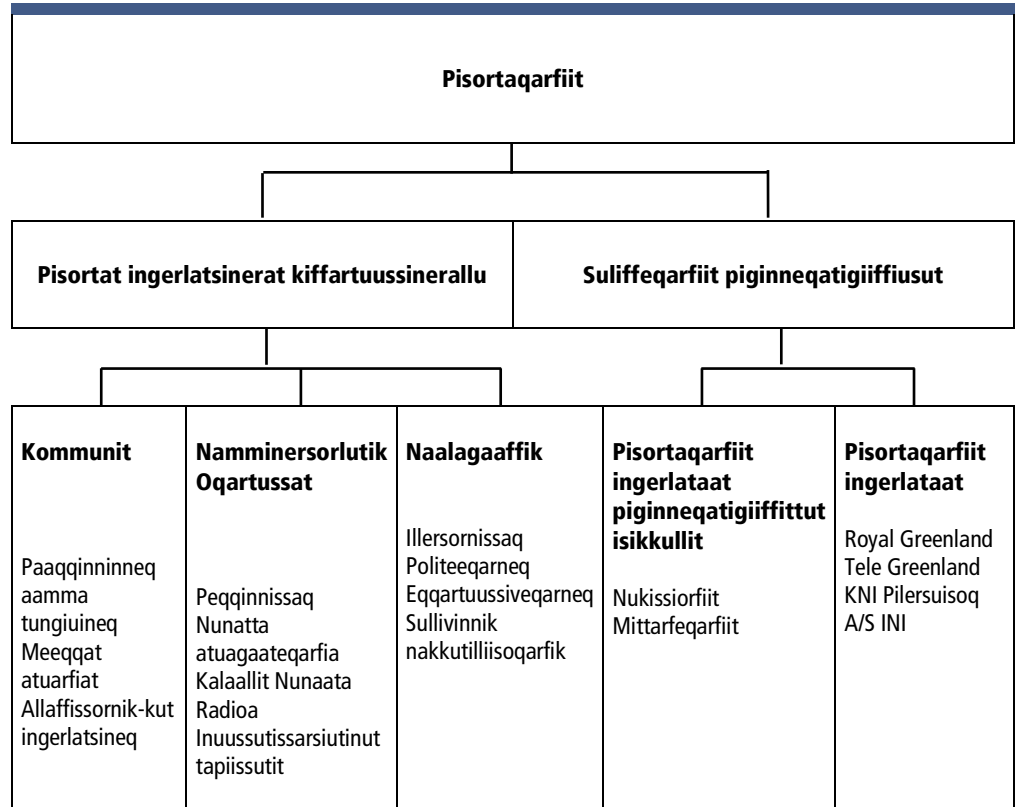 Pisortaqarfiit
Pisortat ingerlatsinerat kiffartuussinerallu
Suliffeqarfiit piginneqatigiiffiusut
Kommunit
Paaqqinninneq
aamma
tungiuineq
Meeqqat
atuarfiat
Allaffissornik-kut
ingerlatsineq
Namminersorlutik
Oqartussat
Peqqinnissaq
Nunatta
atuagaateqarfia
Kalaallit Nunaata
Radioa
Inuussutissarsiutinut
tapiissutit
Naalagaaffik
Illersornissaq
Politeeqarneq
Eqqartuussiveqarneq
Sullivinnik
nakkutilliisoqarfik
Pisortaqarfiit
ingerlataat
piginneqatigiiffittut
isikkullit
Nukissiorfiit
Mittarfeqarfiit
Pisortaqarfiit
ingerlataat
Royal Greenland
Tele Greenland
KNI Pilersuisoq
A/S INI